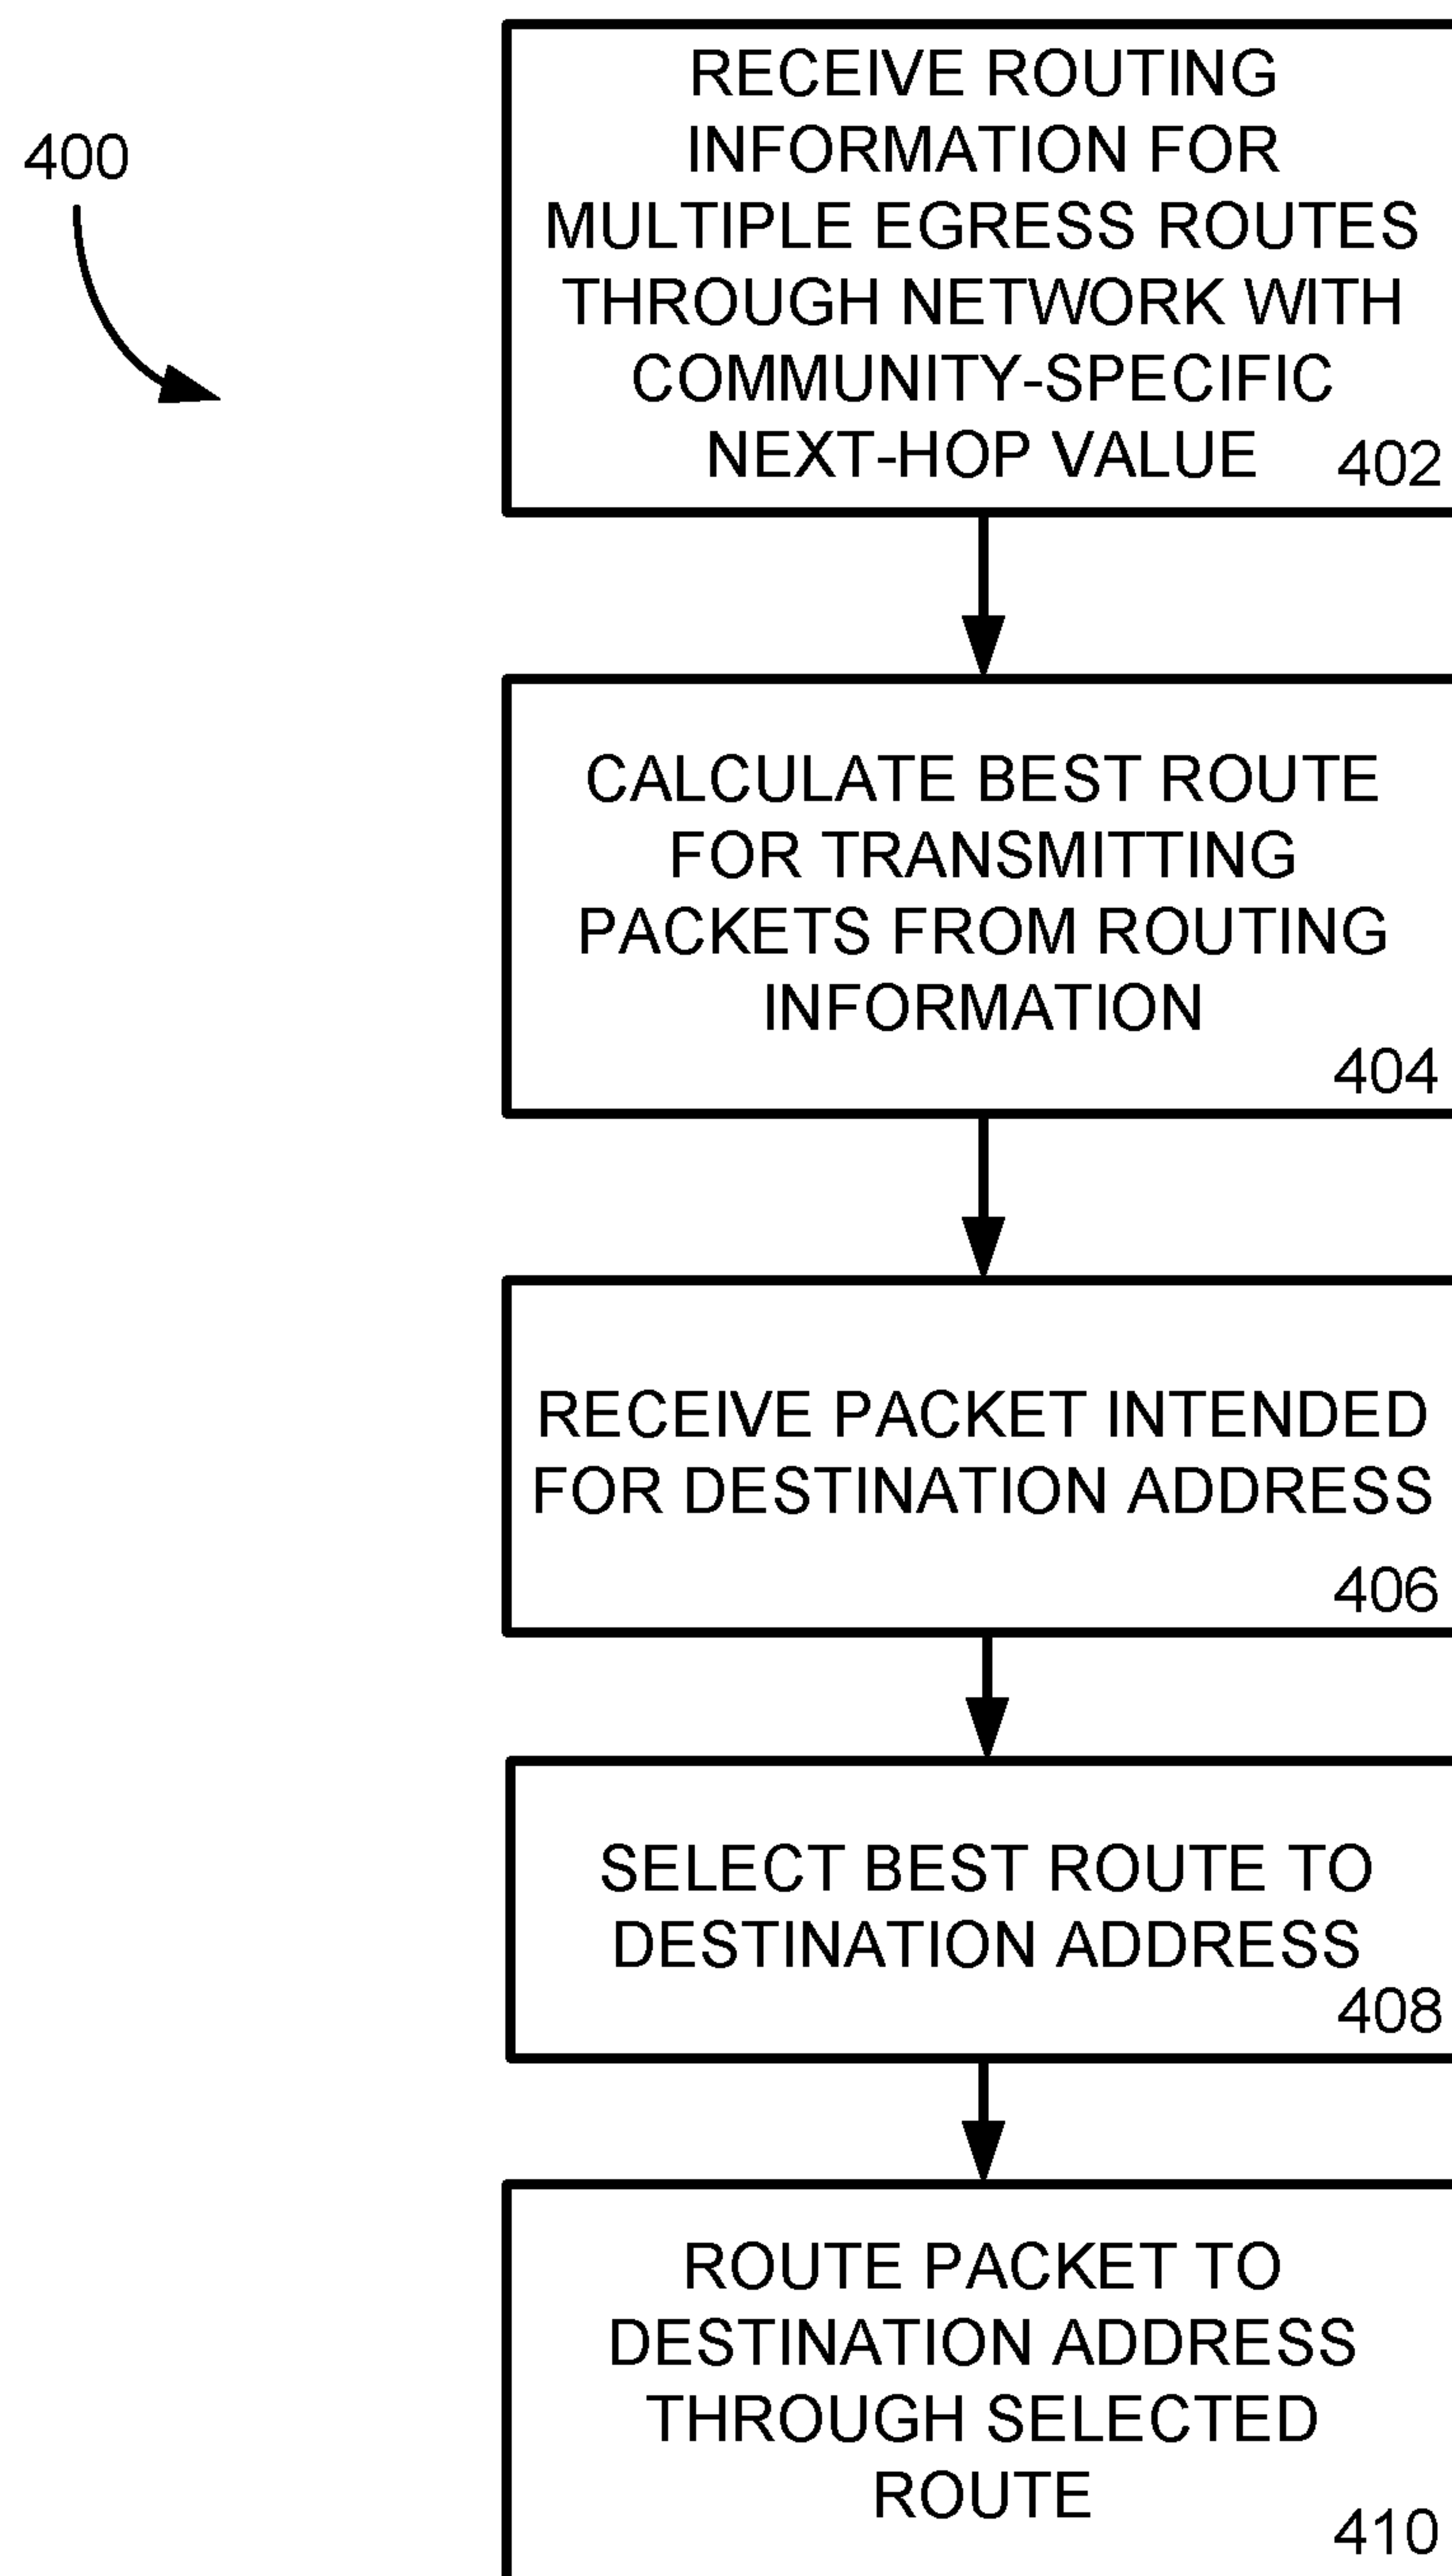 400
RECEIVE ROUTING
INFORMATION FOR
MULTIPLE EGRESS ROUTES
THROUGH NETWORK WITH
COMMUNITY-SPECIFIC
NEXT-HOP VALUE
402
CALCULATE BEST ROUTE
FOR TRANSMITTING
PACKETS FROM ROUTING
INFORMATION
404
RECEIVE PACKET INTENDED
FOR DESTINATION ADDRESS
406
SELECT BEST ROUTE TO
DESTINATION ADDRESS
408
ROUTE PACKET TO
DESTINATION ADDRESS
THROUGH SELECTED
ROUTE
410